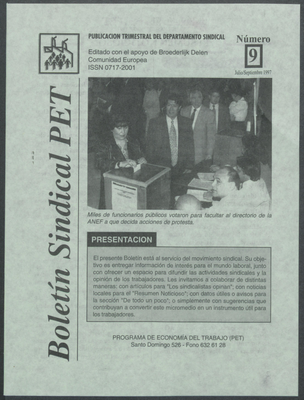 PUBLICACION TRIMESTRAL DEL DEPARTAMENTO SINDICAL
Editado con el apoyo de Broederlijk Delen
Comunidad Europea
ISSN 0717-2001
Número
9
Julio/Septiembre 1997
Boletín Sindical PET
Miles de funcionarios públicos votaron para facultar al directorio de la
ANEF a que decida acciones de protesta
PRESENTACION
El presente Boletín está al servicio del movimiento sindical. Su obje-
tivo es entregar información de interés para el mundo laboral, junto
con ofrecer un espacio para difundir las actividades sindicales y la
opinión de los trabajadores. Les invitamos a colaborar de distintas
maneras; con artículos para "Los sindicalistas opinan"; con noticias
locales para el "Resumen Noticioso"; con datos útiles o avisos para
la sección "De todo un poco"; o simplemente con sugerencias que
contribuyan a convertir este micromedio en un instrumento útil para
los trabajadores.
PROGRAMA DE ECONOMIA DEL TRABAJO (PET)
Santo Domingo 526 - Fono 632 61 28